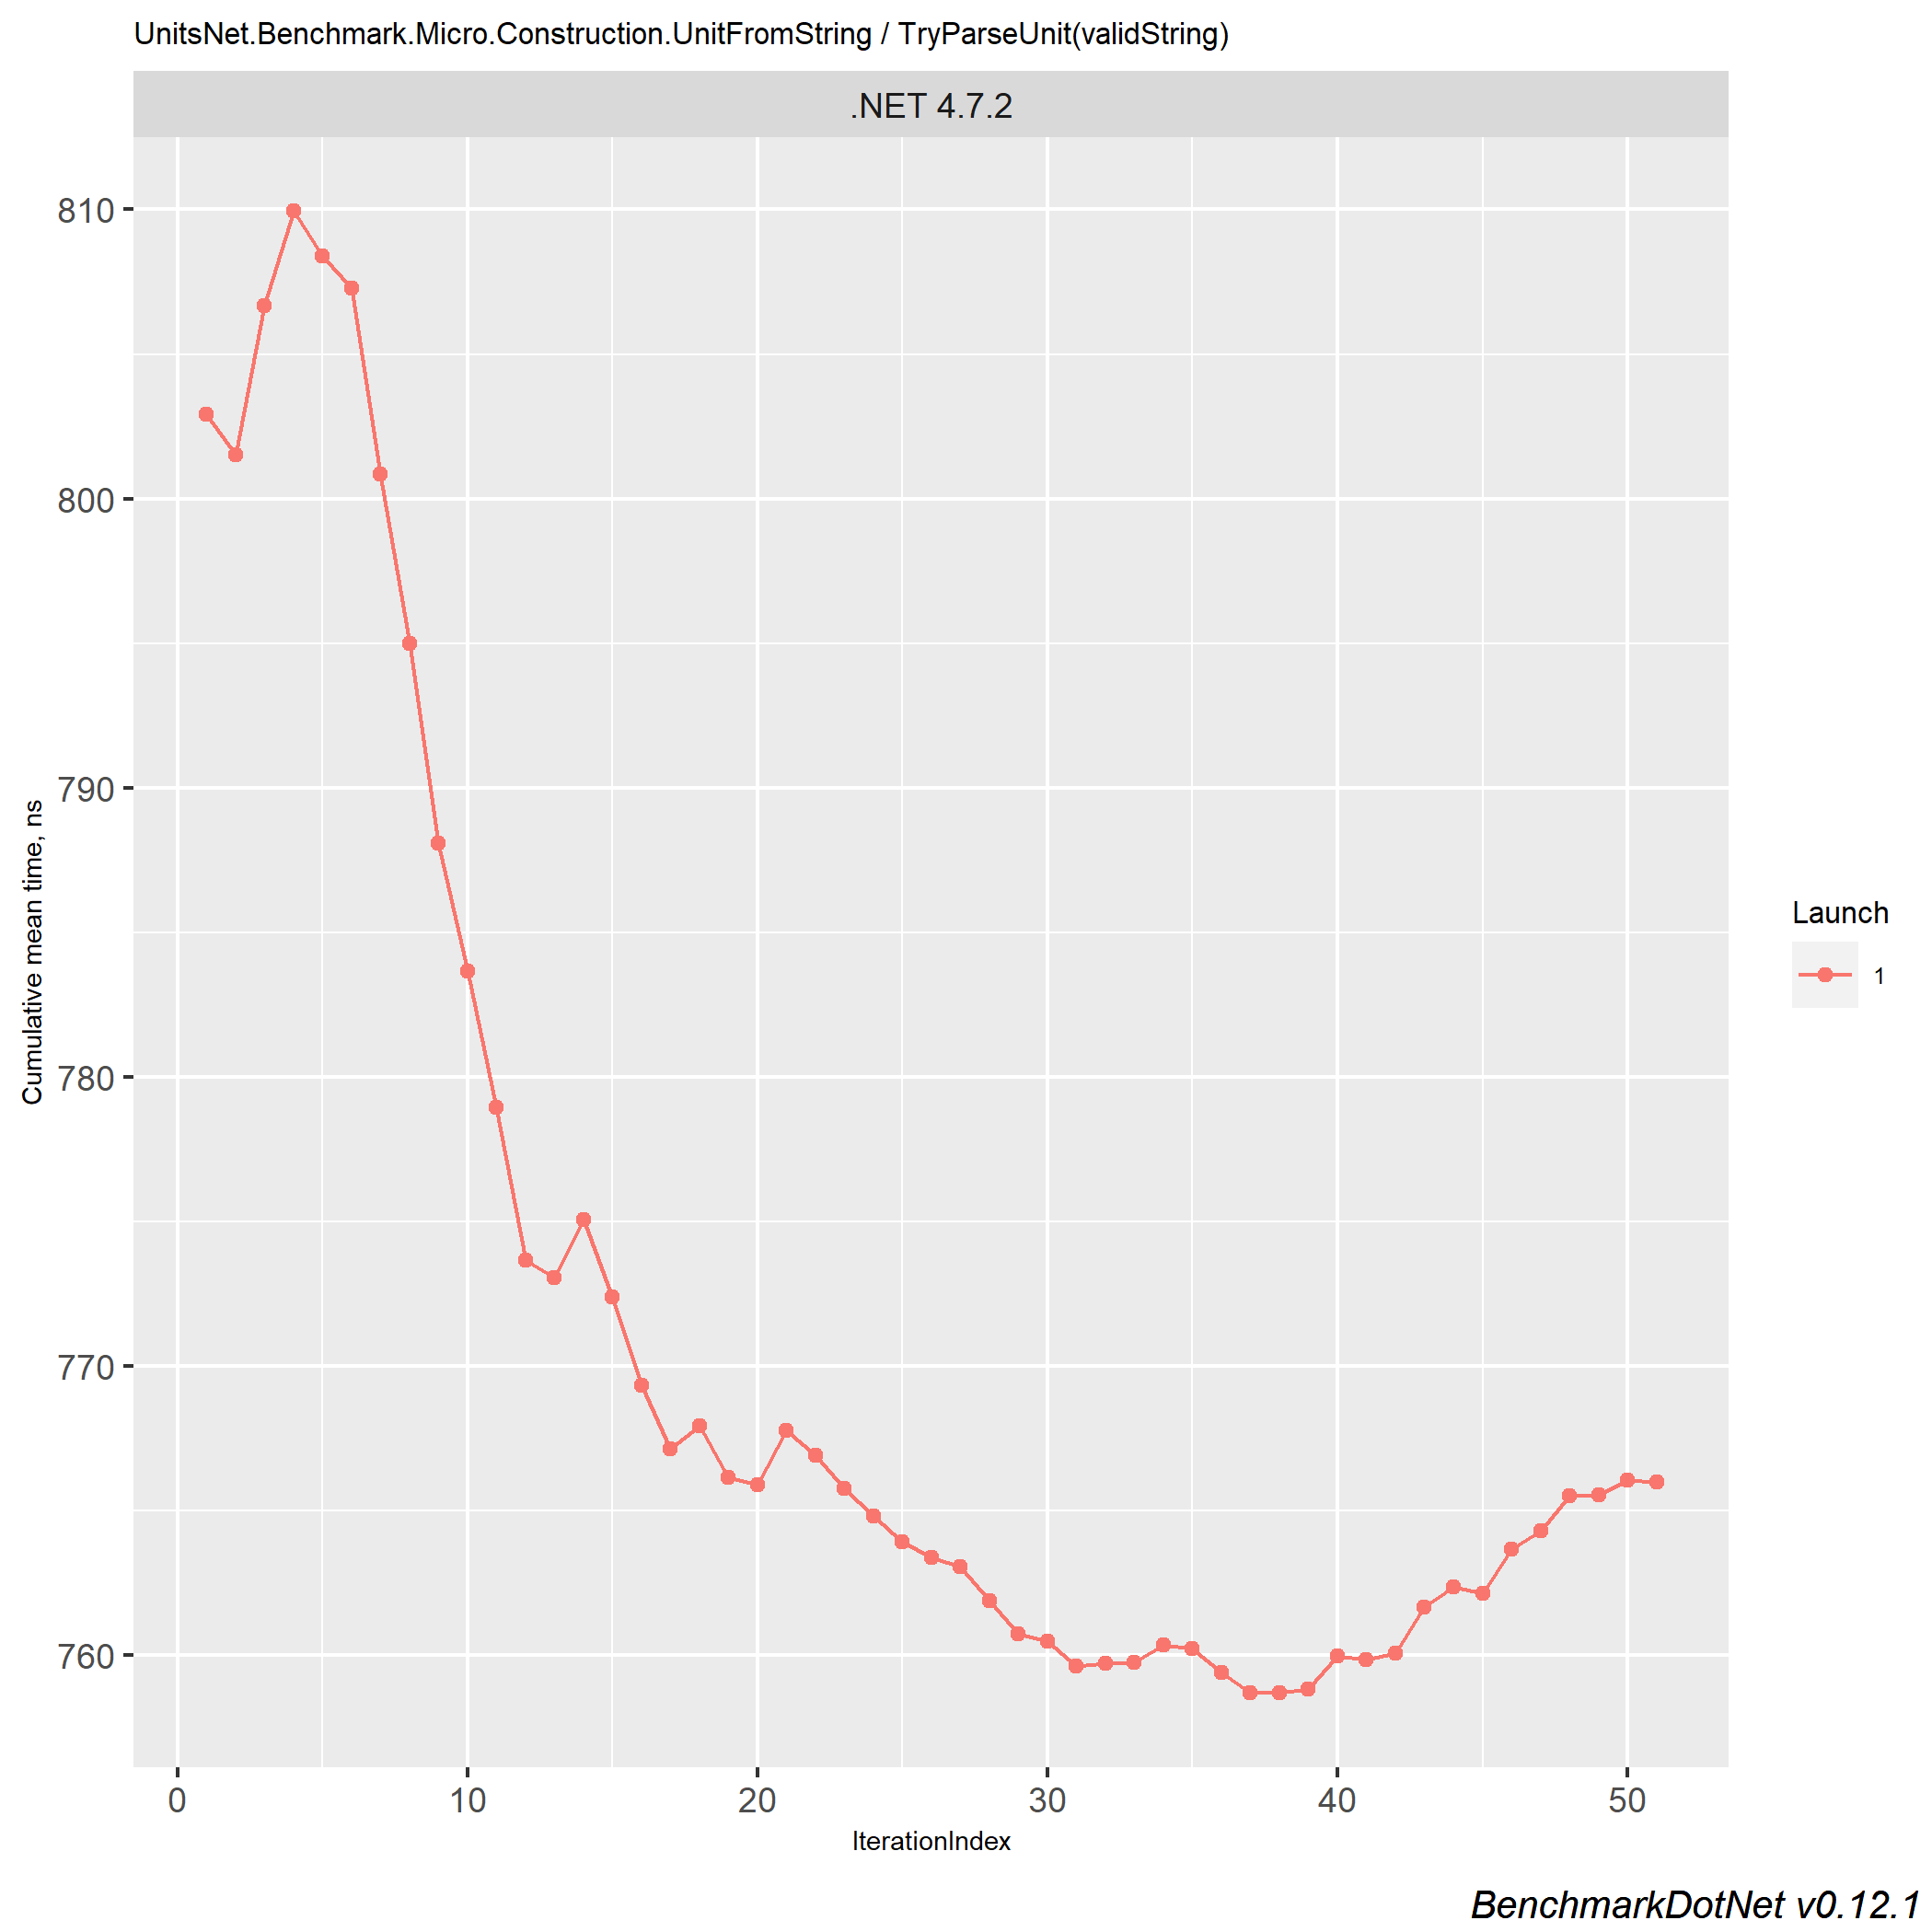 UnitsNet.Benchmark.Micro.Construction.UnitFromString / TryParseUnit(validString)
.NET 4.7.2
810
800
790
780
770
760
Cumulative mean time, ns
0 10 20 30 40 50
IterationIndex
Launch
1
BenchmarkDotNet v0.12.1